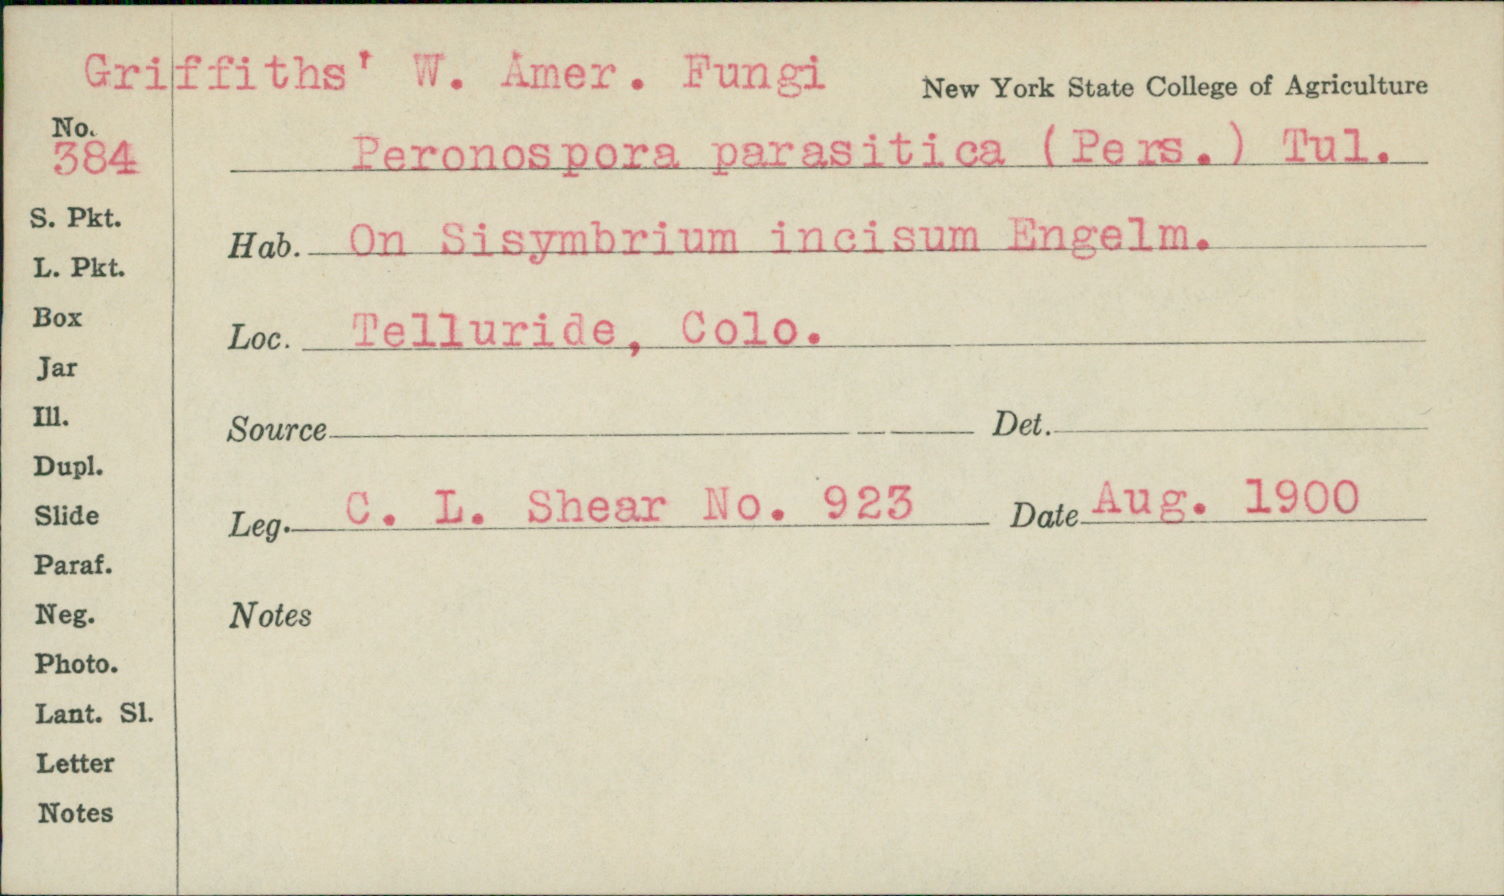 Griffiths' W. Amer. Fungi New York State College of Agriculture
No.
384 Peronospora parasitica (Pers.) Tul.
S. Pkt.
Hab. On Sisymbrium incisum Engelm.
L. Pkt.
Box
Loc. Telluride, Colo.
Jar
Ill.
Source Det.
Dupl.
Slide
Leg. C. L. Shear No. 923 Date Aug. 1900
Paraf.
Neg.
Notes
Photo.
Lant. Sl.
Letter
Notes